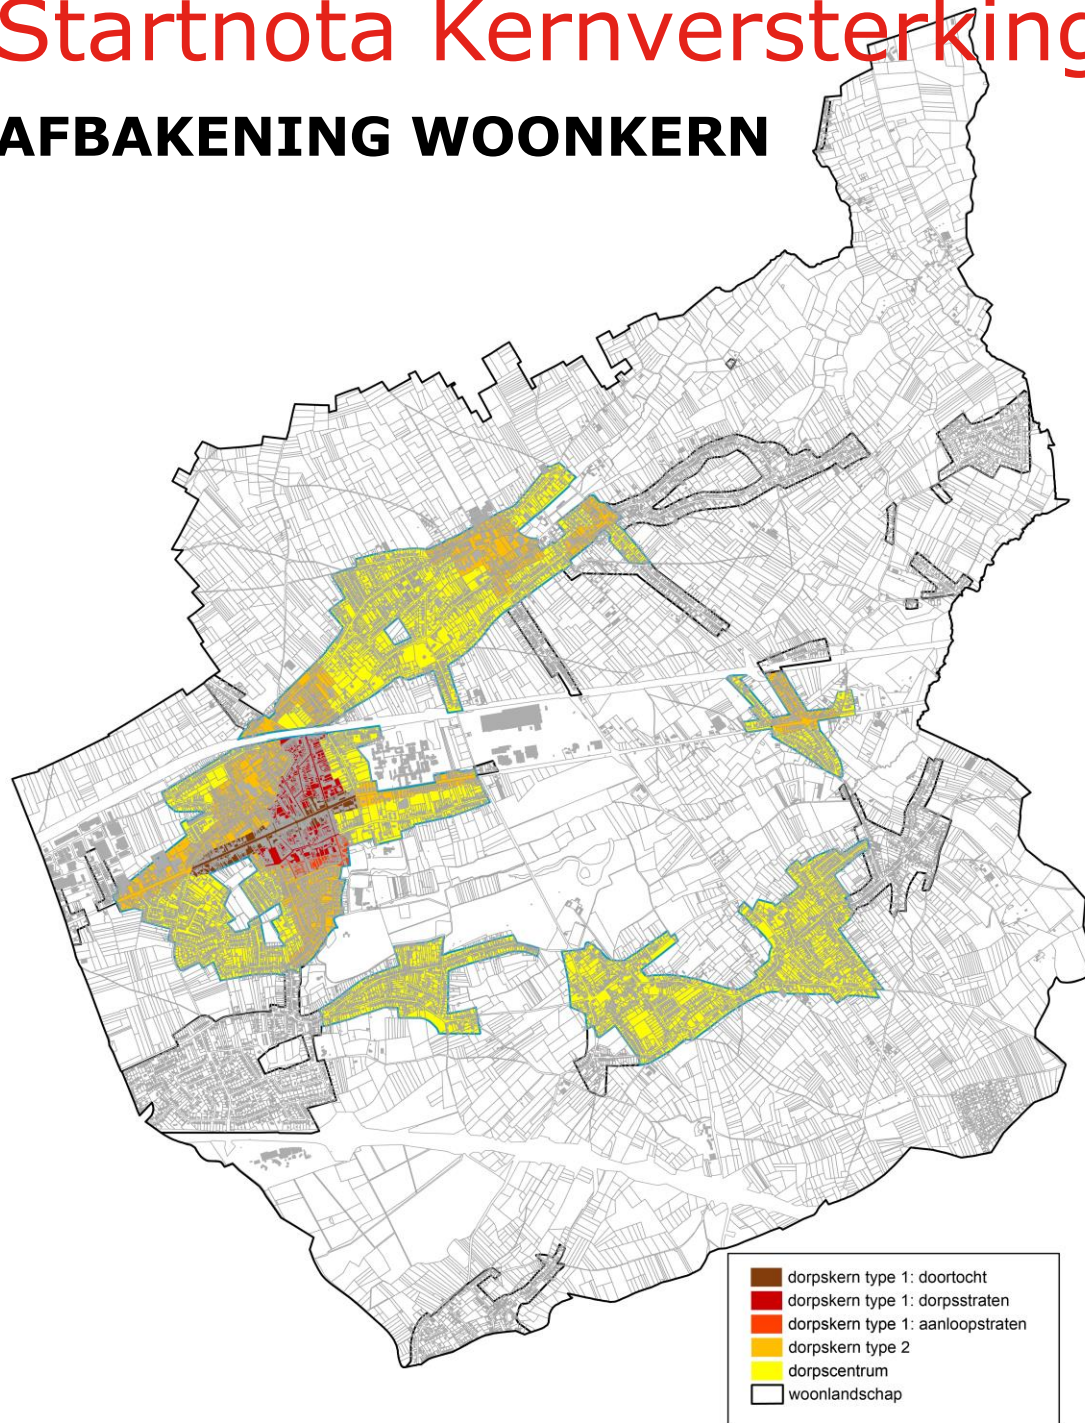 Startnota Kernversterking
AFBAKENING WOONKERN
dorpskern type 1: doortocht
dorpskern type 1: dorpsstraten
dorpskern type 1: aanloopstraten
dorpskern type 2
dorpscentrum
woonlandschap